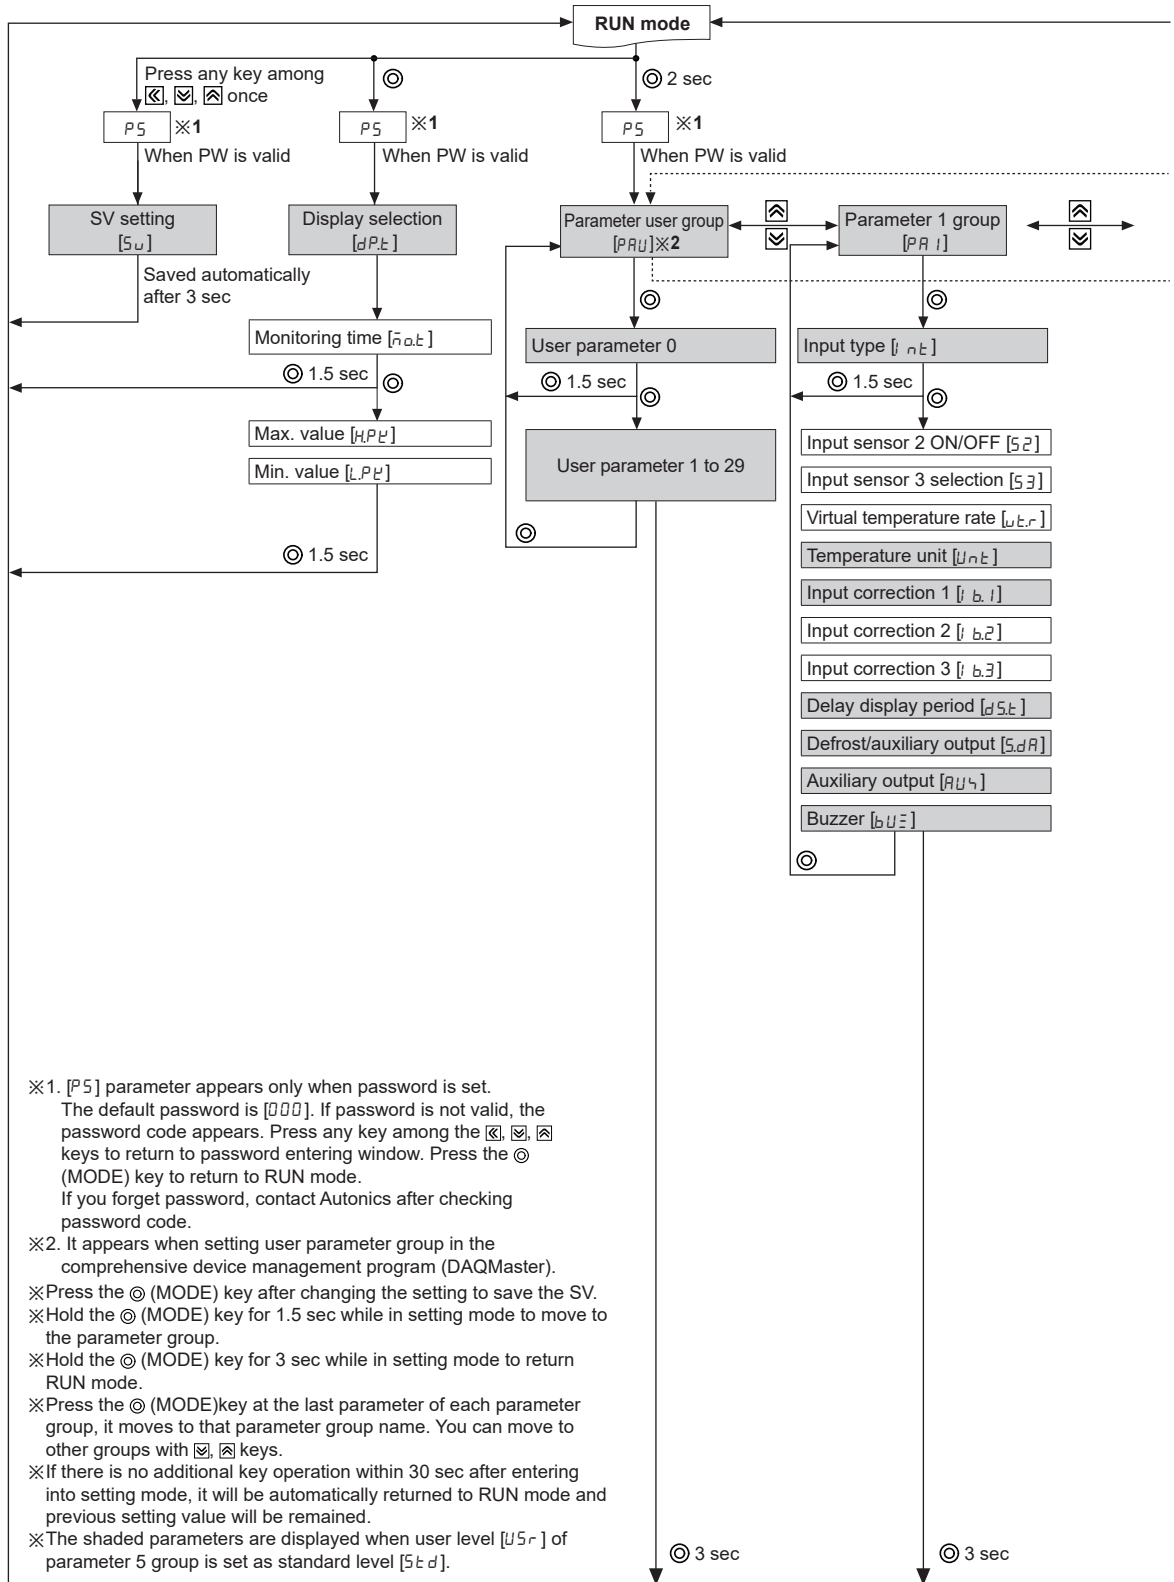 RUN mode
Press any key among
«, ︾, ︽ once
◎
◎ 2 sec
PS ※1
PS ※1
PS ※1
When PW is valid
When PW is valid
When PW is valid
SV setting
[Sv]
Display selection
[dP.t]
Parameter user group
[PAU]※2
Parameter 1 group
[PA1]
︽
︾
︽
︾
Saved automatically
after 3 sec
◎
◎
Monitoring time [mo.t]
User parameter 0
Input type [Int]
◎ 1.5 sec
◎
◎ 1.5 sec
◎
◎ 1.5 sec
◎
Max. value [H.PK]
Min. value [L.PK]
User parameter 1 to 29
Input sensor 2 ON/OFF [S2]
Input sensor 3 selection [S3]
Virtual temperature rate [vt.r]
◎
◎ 1.5 sec
Temperature unit [Unt]
Input correction 1 [Ib.1]
Input correction 2 [Ib.2]
Input correction 3 [Ib.3]
Delay display period [dS.t]
Defrost/auxiliary output [S.dA]
Auxiliary output [AUX]
Buzzer [bUZ]
◎
※1. [PS] parameter appears only when password is set.
The default password is [000]. If password is not valid, the
password code appears. Press any key among the «, ︾, ︽
keys to return to password entering window. Press the ◎
(MODE) key to return to RUN mode.
If you forget password, contact Autonics after checking
password code.
※2. It appears when setting user parameter group in the
comprehensive device management program (DAQMaster).
※Press the ◎ (MODE) key after changing the setting to save the SV.
※Hold the ◎ (MODE) key for 1.5 sec while in setting mode to move to
the parameter group.
※Hold the ◎ (MODE) key for 3 sec while in setting mode to return
RUN mode.
※Press the ◎ (MODE)key at the last parameter of each parameter
group, it moves to that parameter group name. You can move to
other groups with ︾, ︽ keys.
※If there is no additional key operation within 30 sec after entering
into setting mode, it will be automatically returned to RUN mode and
previous setting value will be remained.
※The shaded parameters are displayed when user level [USr] of
parameter 5 group is set as standard level [Std].
◎ 3 sec
◎ 3 sec